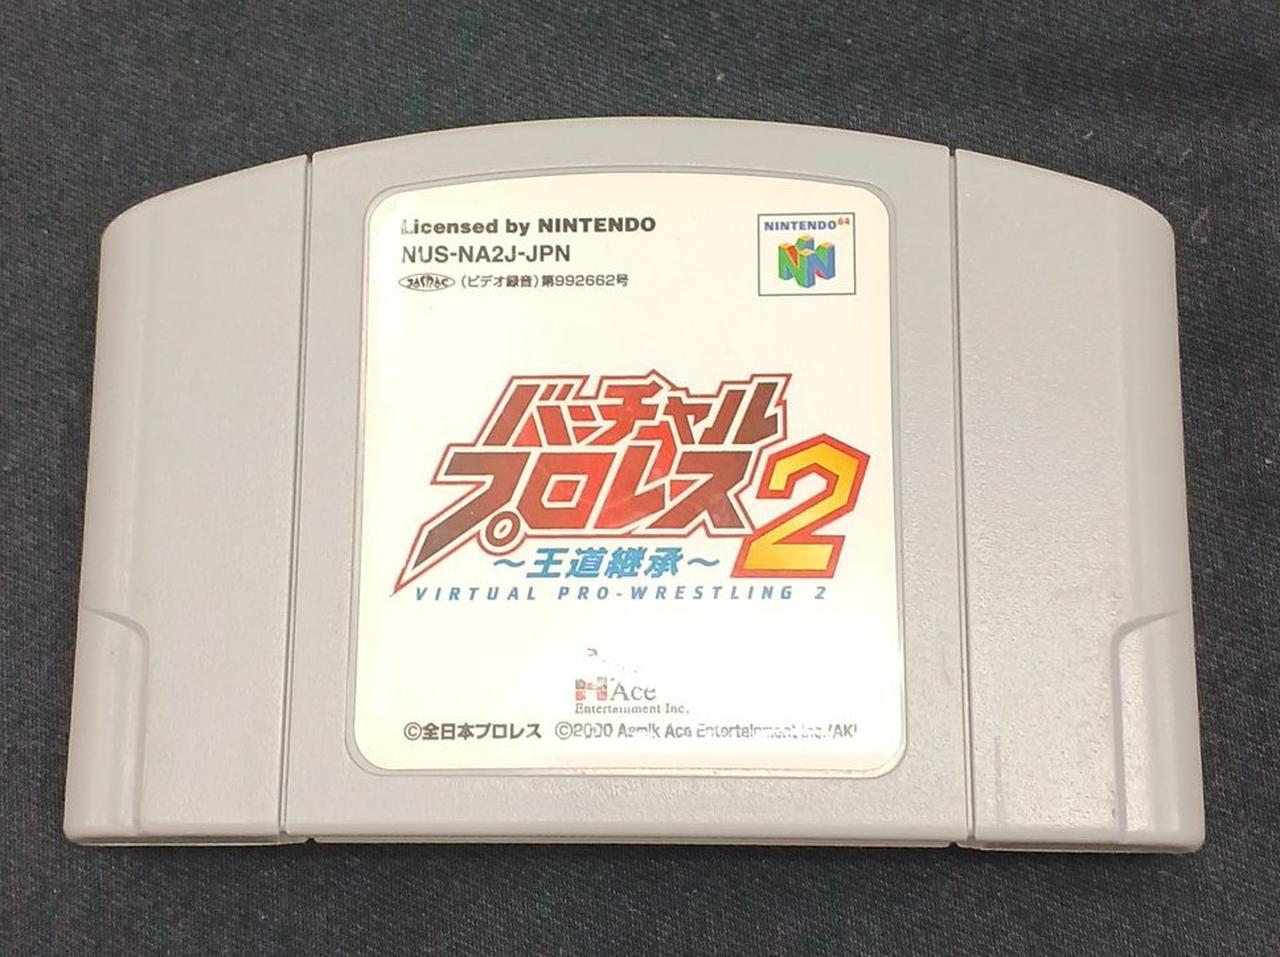 Licensed by NINTENDO
NUS-NA2J-JPN
JASRAC (ビデオ録音)第992662号
NINTENDO64
バーチャル
プロレス2
～王道継承～
VIRTUAL PRO-WRESTLING 2
Ace
Entertainment Inc.
©全日本プロレス ©2000 Asmik Ace Entertainment Inc./AKI